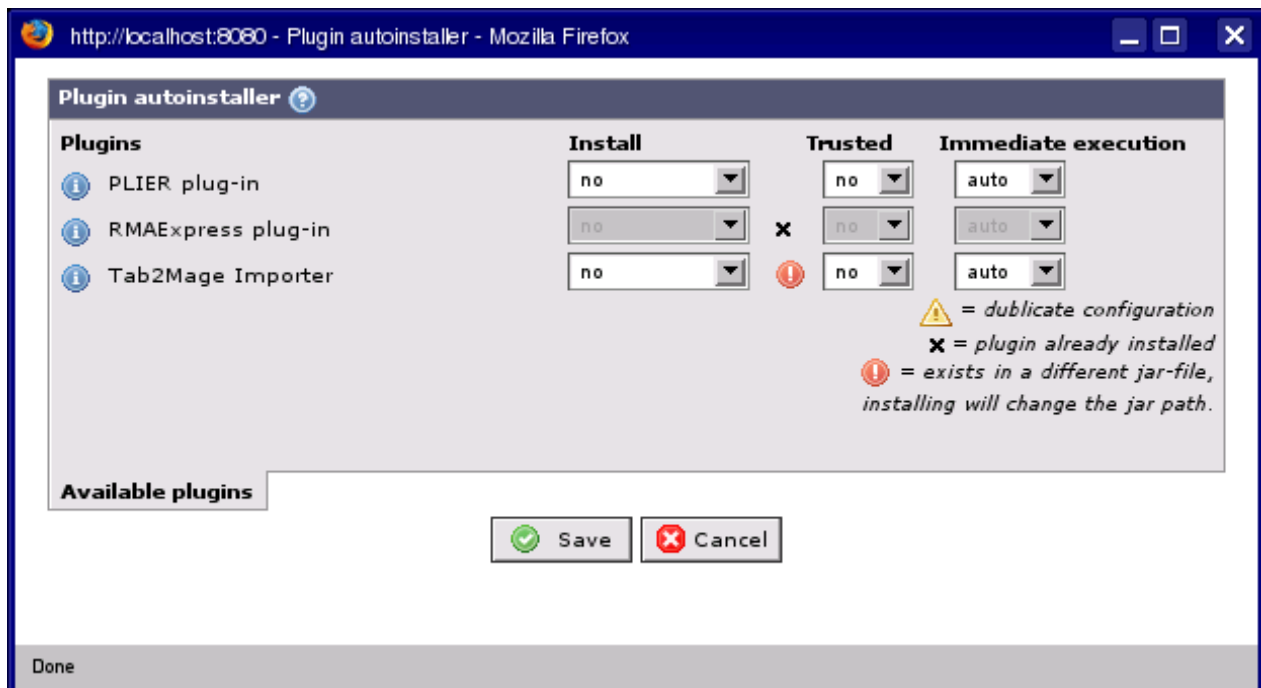 http://localhost:8080 - Plugin autoinstaller - Mozilla Firefox
Plugin autoinstaller ?
Plugins Install Trusted Immediate execution
i PLIER plug-in no no auto
i RMAExpress plug-in no x no auto
i Tab2Mage Importer no ! no auto
! = dublicate configuration
x = plugin already installed
! = exists in a different jar-file,
installing will change the jar path.
Available plugins
Save Cancel
Done